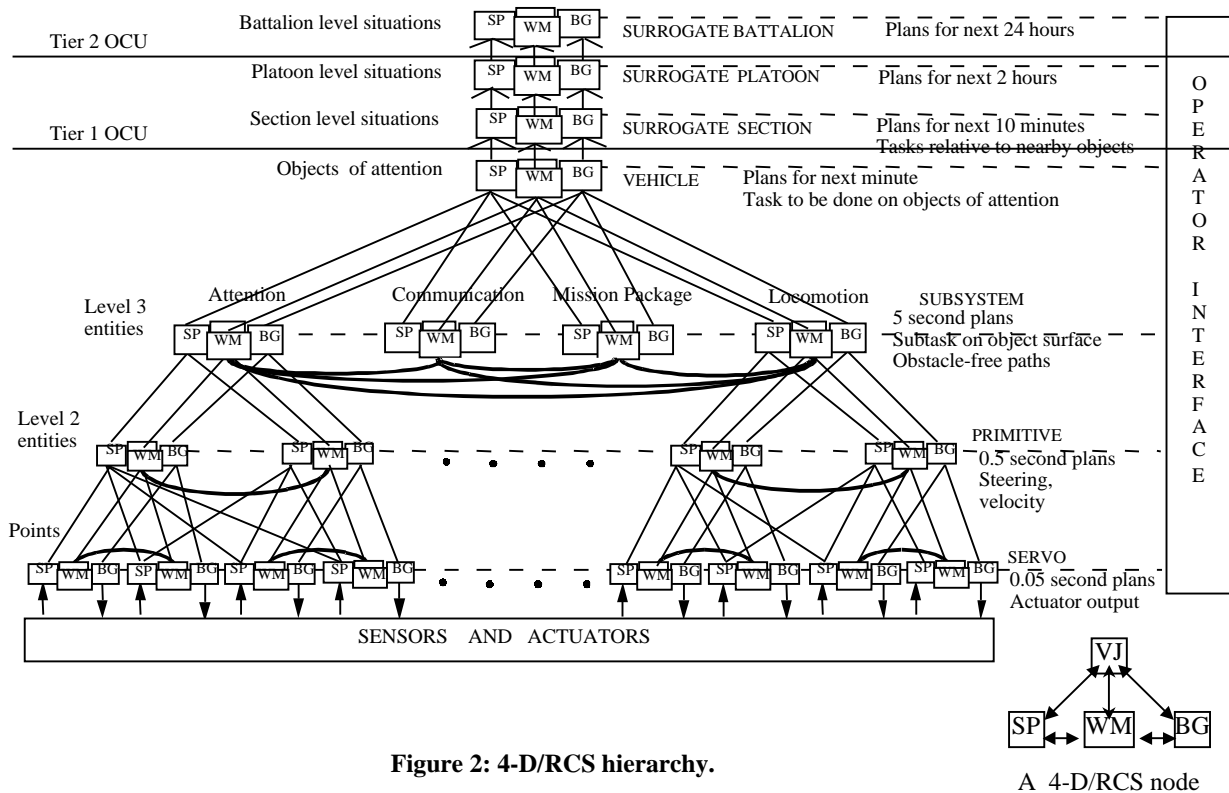 Battalion level situations
SP WM BG
SURROGATE BATTALION
Plans for next 24 hours
Tier 2 OCU
Platoon level situations
SP WM BG
SURROGATE PLATOON
Plans for next 2 hours
Section level situations
SP WM BG
SURROGATE SECTION
Plans for next 10 minutes
Tasks relative to nearby objects
Tier 1 OCU
Objects of attention
SP WM BG
VEHICLE
Plans for next minute
Task to be done on objects of attention
OPERATOR INTERFACE
Level 3
entities
Attention
Communication
Mission Package
Locomotion
SP WM BG
SP WM BG
SP WM BG
SP WM BG
SUBSYSTEM
5 second plans
Subtask on object surface
Obstacle-free paths
Level 2
entities
SP WM BG
SP WM BG
SP WM BG
SP WM BG
PRIMITIVE
0.5 second plans
Steering,
velocity
Points
SP WM BG
SP WM BG
SP WM BG
SP WM BG
SP WM BG
SP WM BG
SP WM BG
SP WM BG
SERVO
0.05 second plans
Actuator output
SENSORS AND ACTUATORS
VJ
SP WM BG
A 4-D/RCS node
Figure 2: 4-D/RCS hierarchy.